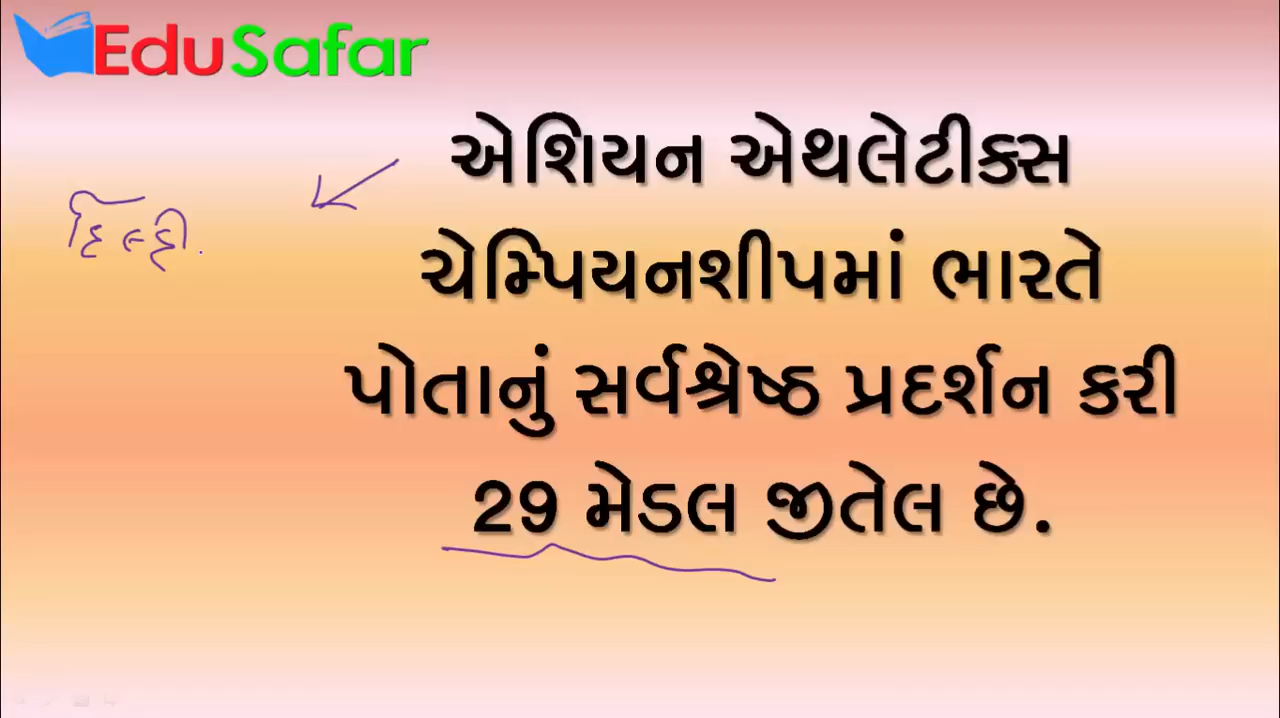 EduSafar
એશિયન એથલેટીક્સ
દિલ્હી.
ચેમ્પિયનશીપમાં ભારતે
પોતાનું સર્વશ્રેષ્ઠ પ્રદર્શન કરી
29 મેડલ જીતેલ છે.